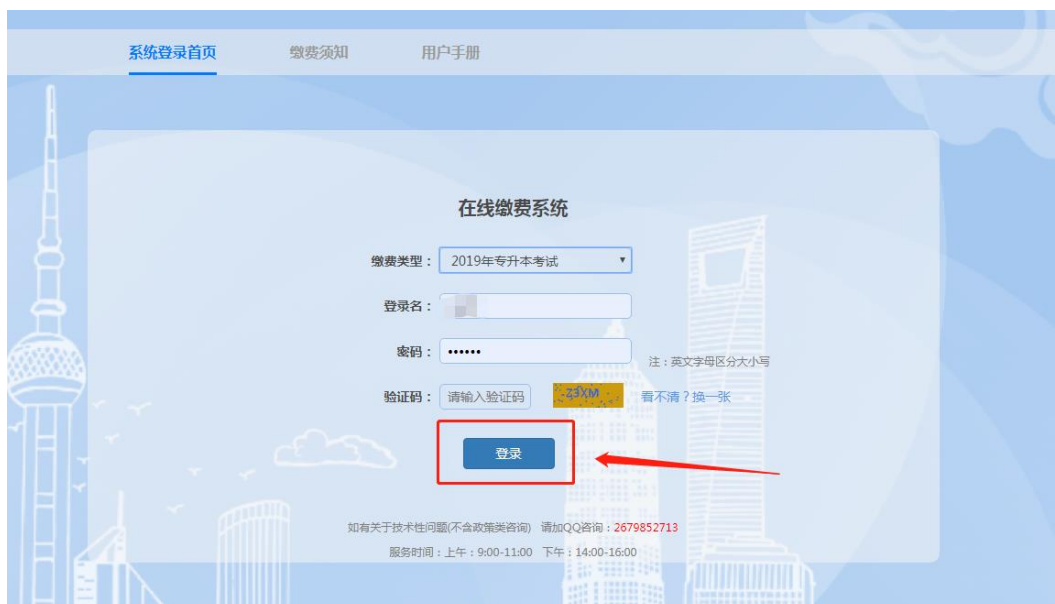 系统登录首页 缴费须知 用户手册
在线缴费系统
缴费类型： 2019年专升本考试
登录名：
密码： ••••••
注：英文字母区分大小写
验证码： 请输入验证码 Z3XM 看不清？换一张
登录
如有关于技术性问题(不含政策类咨询) 请加QQ咨询：2679852713
服务时间：上午：9:00-11:00 下午：14:00-16:00